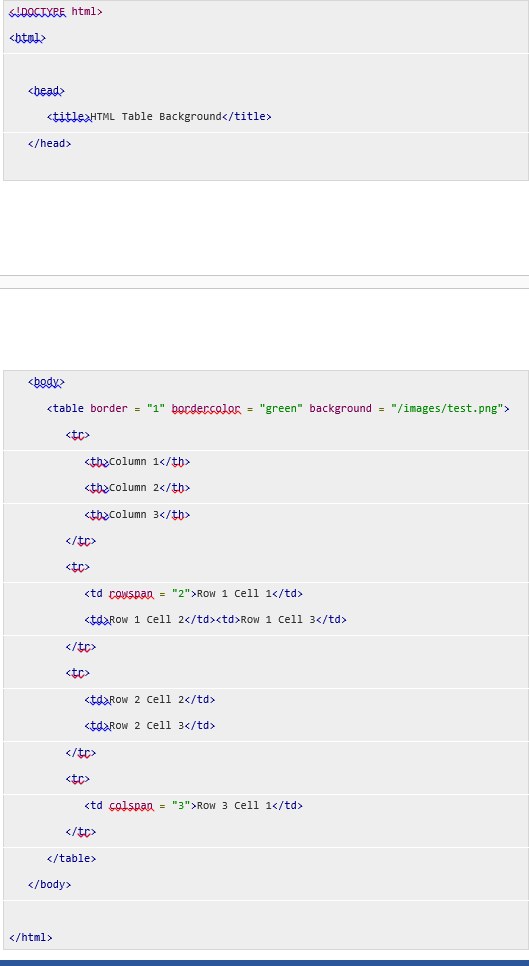 <!DOCTYPE html>
<html>
<head>
<title>HTML Table Background</title>
</head>
<body>
<table border = "1" bordercolor = "green" background = "/images/test.png">
<tr>
<th>Column 1</th>
<th>Column 2</th>
<th>Column 3</th>
</tr>
<tr>
<td rowspan = "2">Row 1 Cell 1</td>
<td>Row 1 Cell 2</td><td>Row 1 Cell 3</td>
</tr>
<tr>
<td>Row 2 Cell 2</td>
<td>Row 2 Cell 3</td>
</tr>
<tr>
<td colspan = "3">Row 3 Cell 1</td>
</tr>
</table>
</body>
</html>